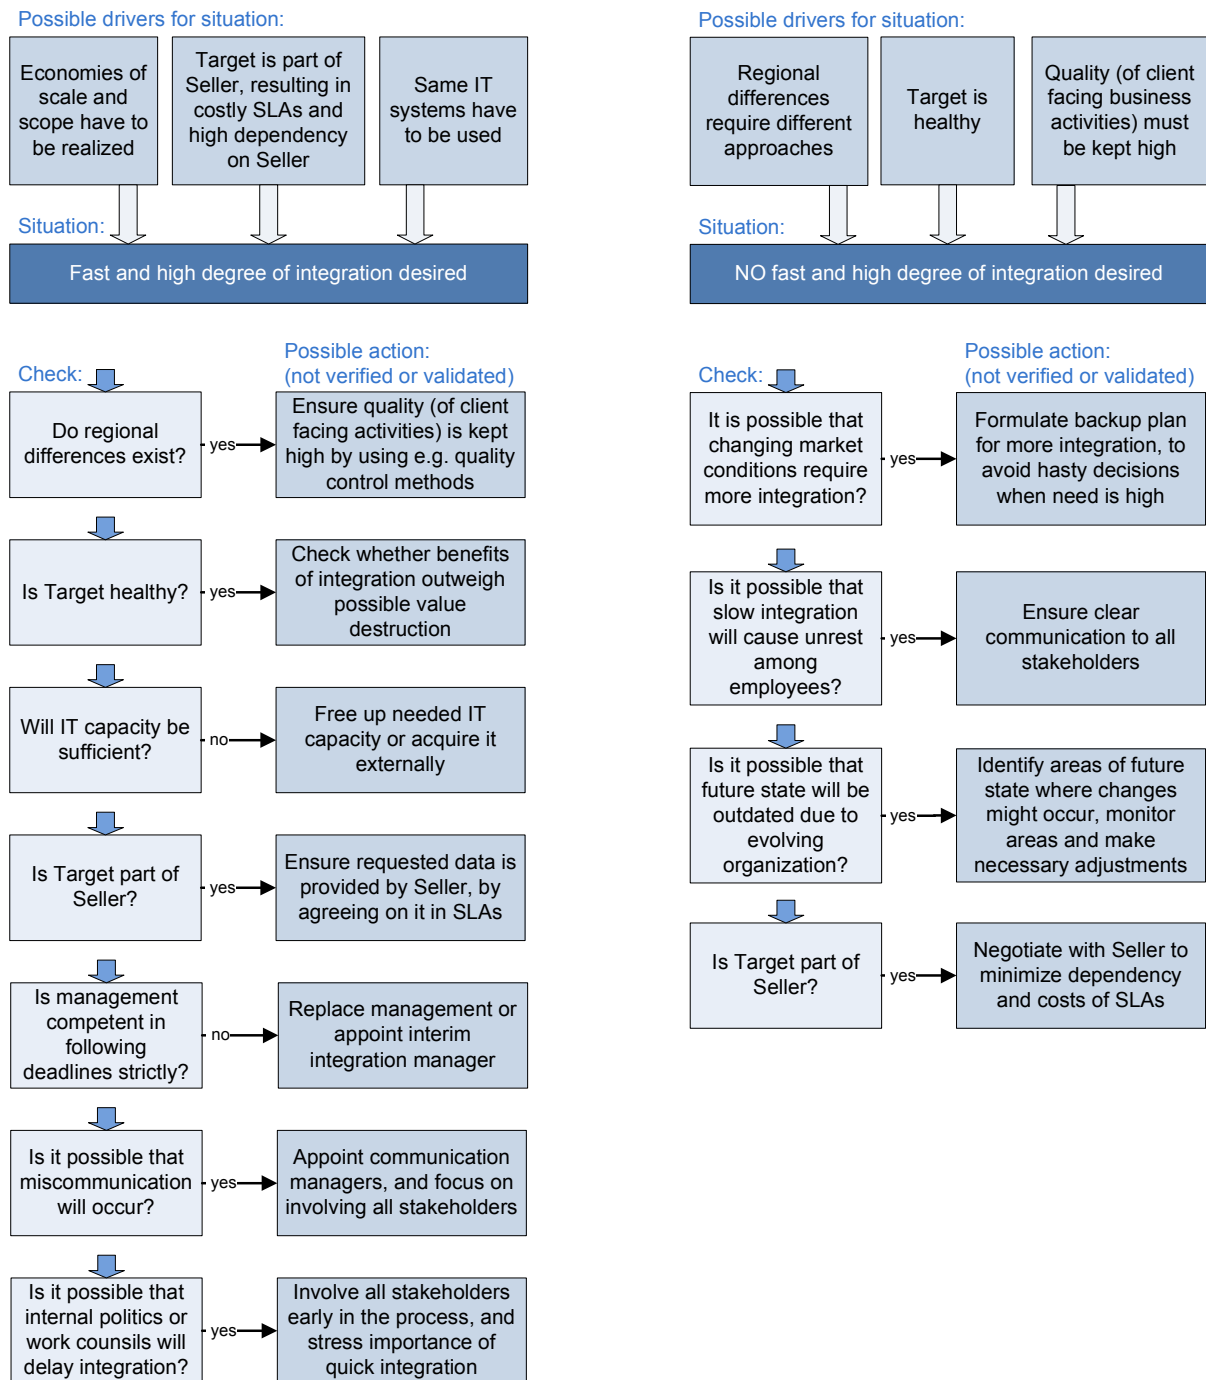 Possible drivers for situation:
Economies of
scale and
scope have to
be realized
Target is part of
Seller, resulting in
costly SLAs and
high dependency
on Seller
Same IT
systems have
to be used
Situation:
Fast and high degree of integration desired
Check:
Possible action:
(not verified or validated)
Do regional
differences exist?
yes
Ensure quality (of client
facing activities) is kept
high by using e.g. quality
control methods
Is Target healthy?
yes
Check whether benefits
of integration outweigh
possible value
destruction
Will IT capacity be
sufficient?
no
Free up needed IT
capacity or acquire it
externally
Is Target part of
Seller?
yes
Ensure requested data is
provided by Seller, by
agreeing on it in SLAs
Is management
competent in
following
deadlines strictly?
no
Replace management or
appoint interim
integration manager
Is it possible that
miscommunication
will occur?
yes
Appoint communication
managers, and focus on
involving all stakeholders
Is it possible that
internal politics or
work counsils will
delay integration?
yes
Involve all stakeholders
early in the process, and
stress importance of
quick integration
Possible drivers for situation:
Regional
differences
require different
approaches
Target is
healthy
Quality (of client
facing business
activities) must
be kept high
Situation:
NO fast and high degree of integration desired
Check:
Possible action:
(not verified or validated)
It is possible that
changing market
conditions require
more integration?
yes
Formulate backup plan
for more integration, to
avoid hasty decisions
when need is high
Is it possible that
slow integration
will cause unrest
among
employees?
yes
Ensure clear
communication to all
stakeholders
Is it possible that
future state will be
outdated due to
evolving
organization?
yes
Identify areas of future
state where changes
might occur, monitor
areas and make
necessary adjustments
Is Target part of
Seller?
yes
Negotiate with Seller to
minimize dependency
and costs of SLAs